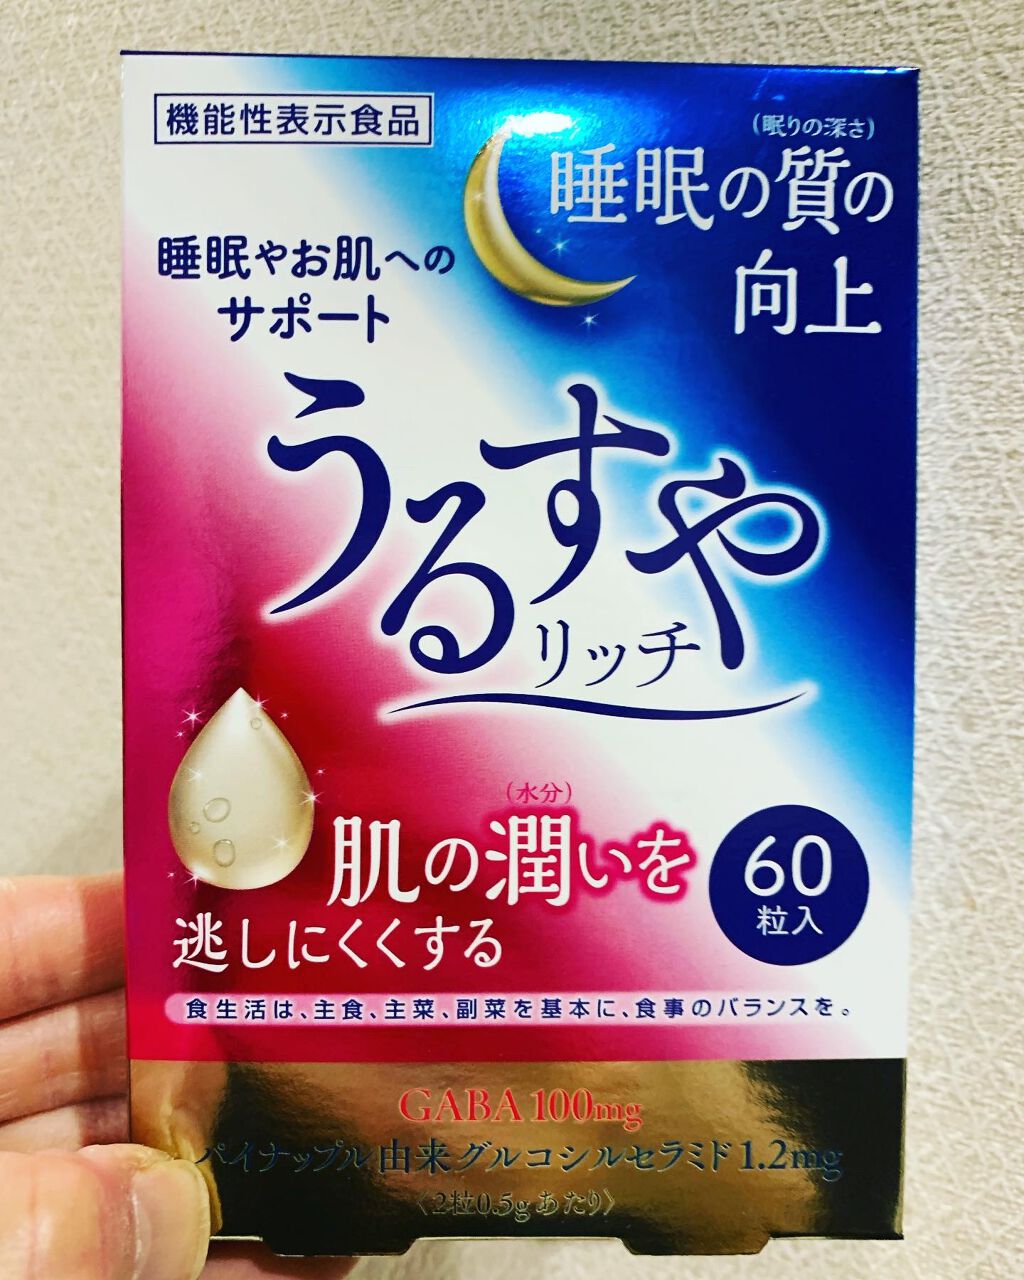 機能性表示食品
(眠りの深さ)
睡眠の質の
向上
睡眠やお肌への
サポート
うるすや
リッチ
(水分)
肌の潤いを
逃しにくくする
60
粒入
食生活は、主食、主菜、副菜を基本に、食事のバランスを。
GABA 100mg
パイナップル由来グルコシルセラミド1.2mg
〈2粒0.5gあたり〉